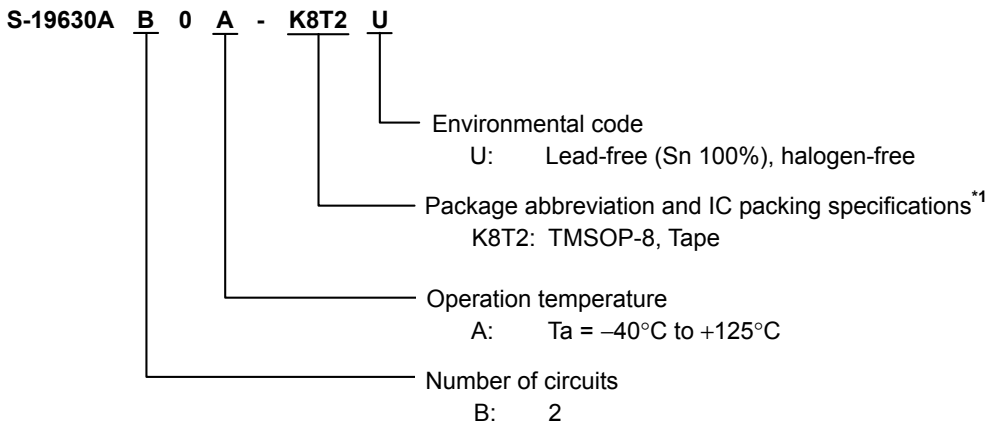 S-19630A B 0 A - K8T2 U
Environmental code
U: Lead-free (Sn 100%), halogen-free
Package abbreviation and IC packing specifications*1
K8T2: TMSOP-8, Tape
Operation temperature
A: Ta = −40°C to +125°C
Number of circuits
B: 2